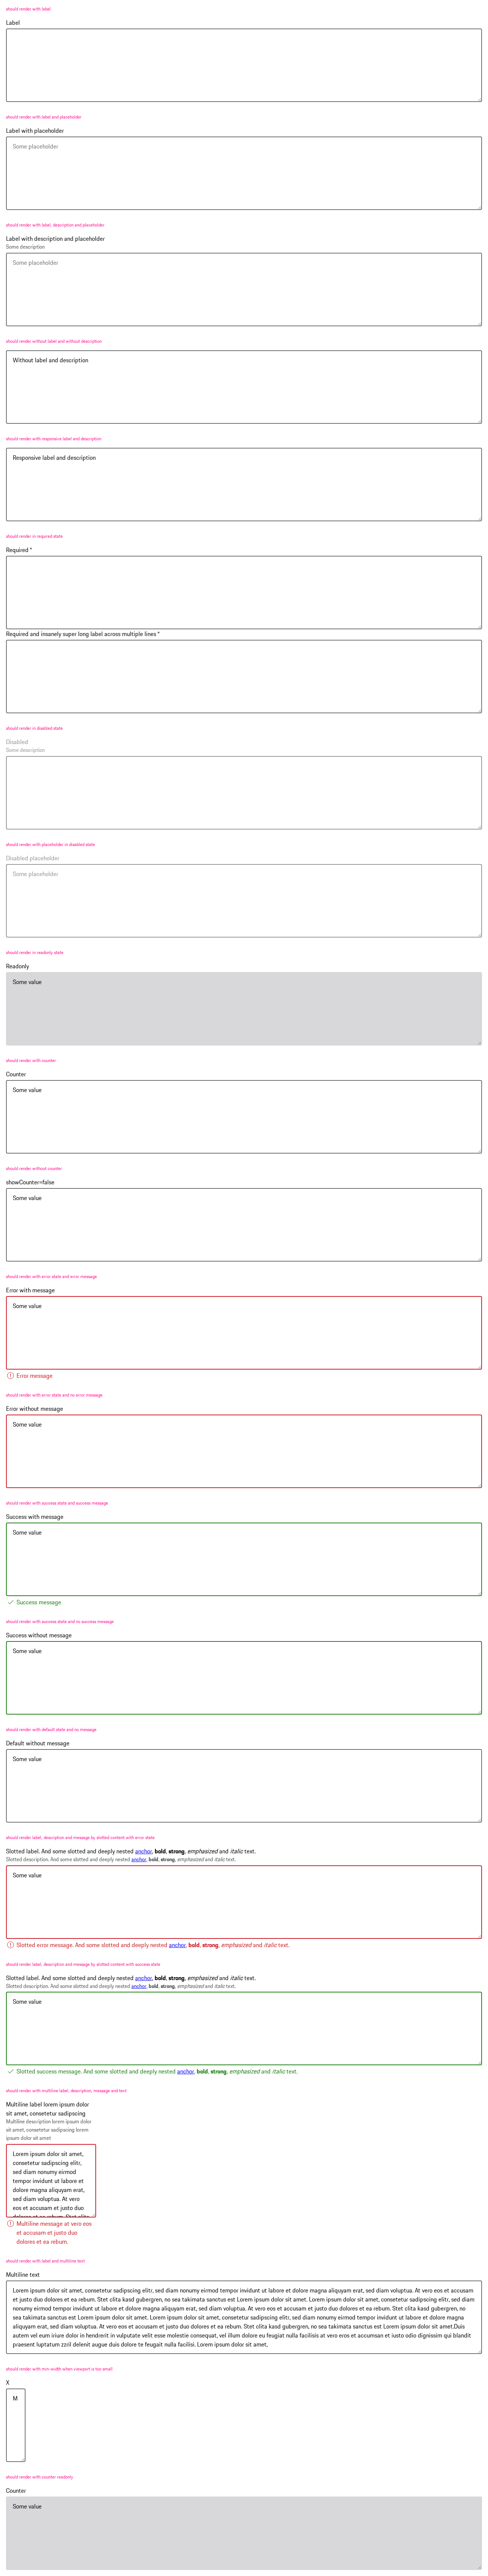 should render with label
Label
should render with label and placeholder
Label with placeholder
Some placeholder
should render with label, description and placeholder
Label with description and placeholder
Some description
Some placeholder
should render without label and without description
Without label and description
should render with responsive label and description
Responsive label and description
should render in required state
Required *
Required and insanely super long label across multiple lines *
should render in disabled state
Disabled
Some description
should render with placeholder in disabled state
Disabled placeholder
Some placeholder
should render in readonly state
Readonly
Some value
should render with counter
Counter
Some value
should render without counter
showCounter=false
Some value
should render with error state and error message
Error with message
Some value
Error message
should render with error state and no error message
Error without message
Some value
should render with success state and success message
Success with message
Some value
Success message
should render with success state and no success message
Success without message
Some value
should render with default state and no message
Default without message
Some value
should render label, description and message by slotted content with error state
Slotted label. And some slotted and deeply nested anchor, bold, strong, emphasized and italic text.
Slotted description. And some slotted and deeply nested anchor, bold, strong, emphasized and italic text.
Some value
Slotted error message. And some slotted and deeply nested anchor, bold, strong, emphasized and italic text.
should render label, description and message by slotted content with success state
Slotted label. And some slotted and deeply nested anchor, bold, strong, emphasized and italic text.
Slotted description. And some slotted and deeply nested anchor, bold, strong, emphasized and italic text.
Some value
Slotted success message. And some slotted and deeply nested anchor, bold, strong, emphasized and italic text.
should render with multiline label, description, message and text
Multiline label lorem ipsum dolor
sit amet, consetetur sadipscing
Multiline description lorem ipsum dolor
sit amet, consetetur sadipscing lorem
ipsum dolor sit amet
Lorem ipsum dolor sit amet,
consetetur sadipscing elitr,
sed diam nonumy eirmod
tempor invidunt ut labore et
dolore magna aliquyam erat,
sed diam voluptua. At vero
eos et accusam et justo duo
dolores et ea rebum. Stet clita
Multiline message at vero eos
et accusam et justo duo
dolores et ea rebum.
should render with label and multiline text
Multiline text
Lorem ipsum dolor sit amet, consetetur sadipscing elitr, sed diam nonumy eirmod tempor invidunt ut labore et dolore magna aliquyam erat, sed diam voluptua. At vero eos et accusam et
justo duo dolores et ea rebum. Stet clita kasd gubergren, no sea takimata sanctus est Lorem ipsum dolor sit amet. Lorem ipsum dolor sit amet, consetetur sadipscing elitr, sed diam
nonumy eirmod tempor invidunt ut labore et dolore magna aliquyam erat, sed diam voluptua. At vero eos et accusam et justo duo dolores et ea rebum. Stet clita kasd gubergren, no
sea takimata sanctus est Lorem ipsum dolor sit amet. Lorem ipsum dolor sit amet, consetetur sadipscing elitr, sed diam nonumy eirmod tempor invidunt ut labore et dolore magna
aliquyam erat, sed diam voluptua. At vero eos et accusam et justo duo dolores et ea rebum. Stet clita kasd gubergren, no sea takimata sanctus est Lorem ipsum dolor sit amet.Duis
autem vel eum iriure dolor in hendrerit in vulputate velit esse molestie consequat, vel illum dolore eu feugiat nulla facilisis at vero eros et accumsan et iusto odio dignissim qui blandit
praesent luptatum zzril delenit augue duis dolore te feugait nulla facilisi. Lorem ipsum dolor sit amet,
should render with min-width when viewport is too small
X
M
should render with counter readonly
Counter
Some value